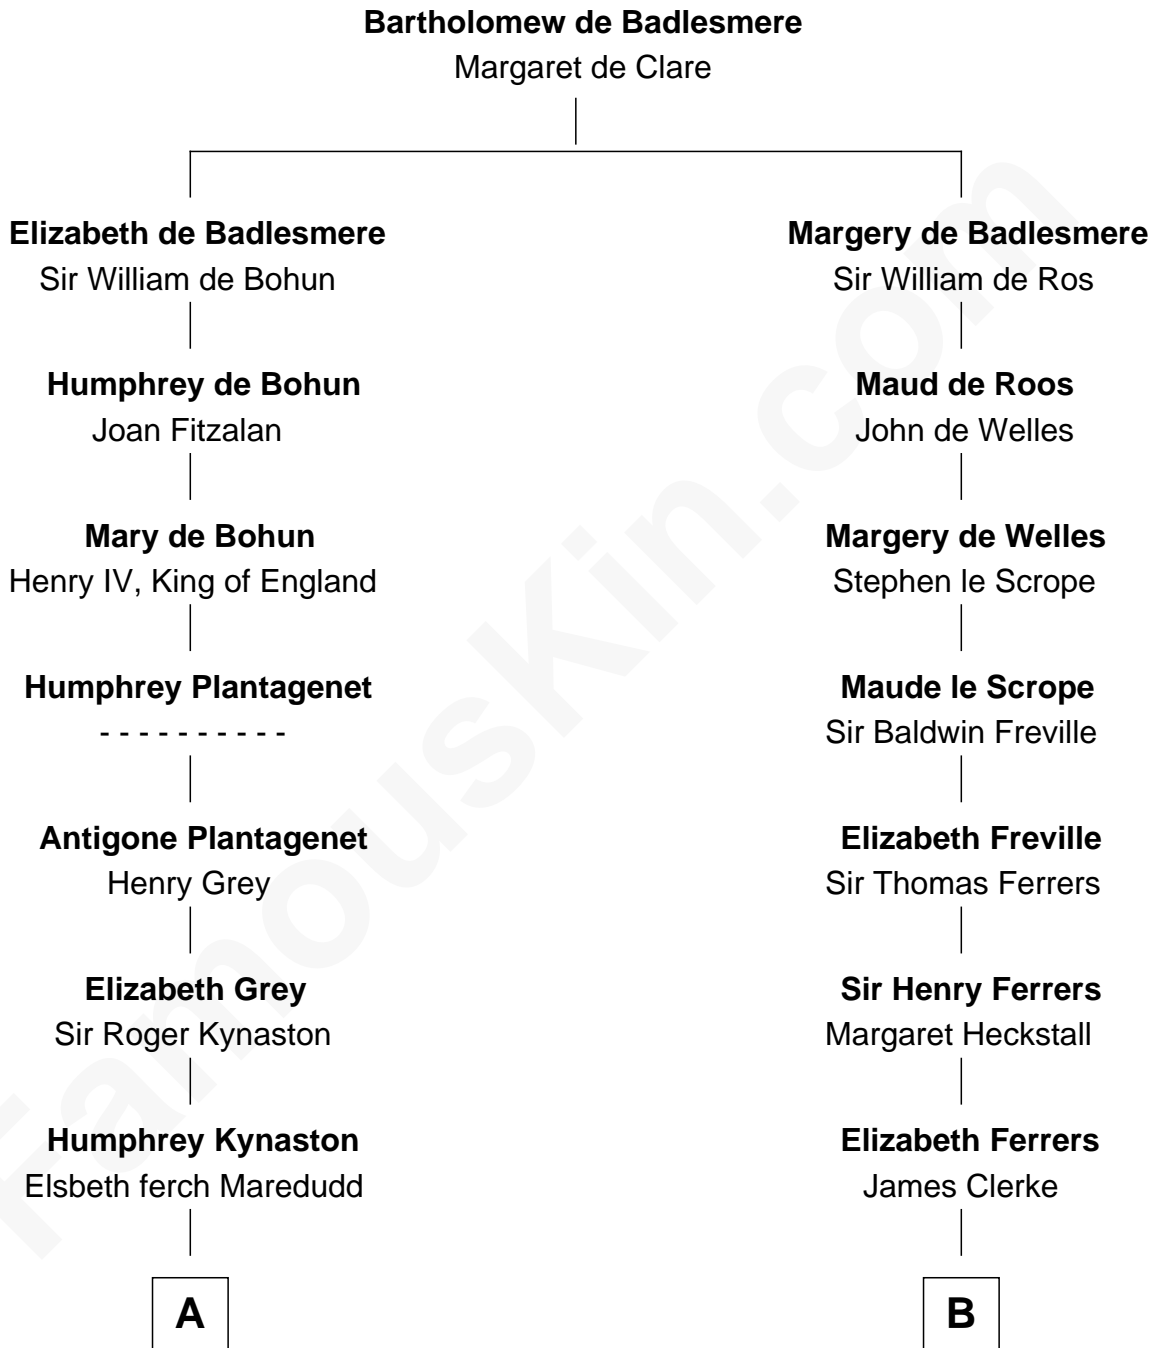 Bartholomew de Badlesmere
Margaret de Clare
Elizabeth de Badlesmere
Sir William de Bohun
Margery de Badlesmere
Sir William de Ros
Humphrey de Bohun
Joan Fitzalan
Maud de Roos
John de Welles
Mary de Bohun
Henry IV, King of England
Margery de Welles
Stephen le Scrope
Humphrey Plantagenet
- - - - - - - - - -
Maude le Scrope
Sir Baldwin Freville
Antigone Plantagenet
Henry Grey
Elizabeth Freville
Sir Thomas Ferrers
Elizabeth Grey
Sir Roger Kynaston
Sir Henry Ferrers
Margaret Heckstall
Humphrey Kynaston
Elsbeth ferch Maredudd
Elizabeth Ferrers
James Clerke
A
B
FamousKin.com